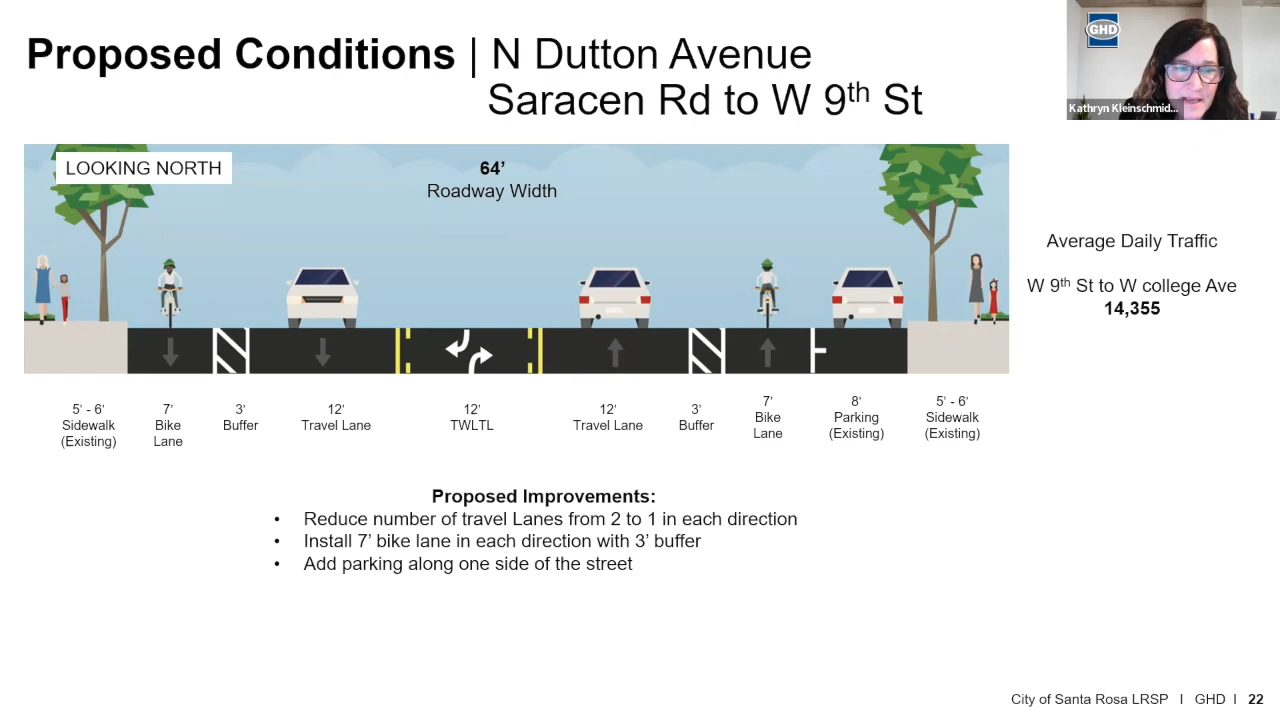 Proposed Conditions | N Dutton Avenue
Saracen Rd to W 9th St
GHD
Kathryn Kleinschmid...
LOOKING NORTH
64'
Roadway Width
Average Daily Traffic
W 9th St to W college Ave
14,355
5' - 6'
Sidewalk
(Existing)
7'
Bike
Lane
3'
Buffer
12'
Travel Lane
12'
TWLTL
12'
Travel Lane
3'
Buffer
7'
Bike
Lane
8'
Parking
(Existing)
5' - 6'
Sidewalk
(Existing)
Proposed Improvements:
• Reduce number of travel Lanes from 2 to 1 in each direction
• Install 7' bike lane in each direction with 3' buffer
• Add parking along one side of the street
City of Santa Rosa LRSP I GHD I 22